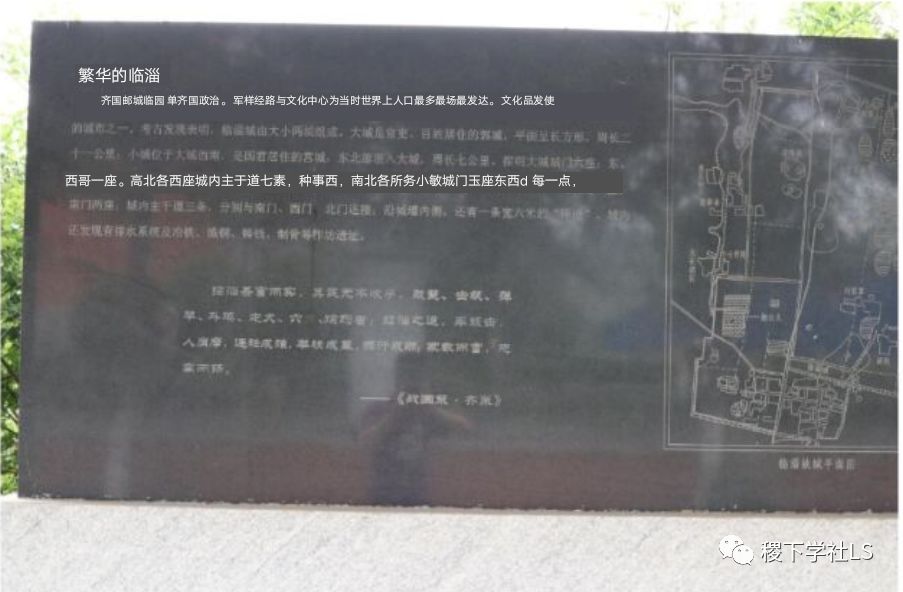 繁华的临淄
齐国邮城临园 单齐国政治。军样经路与文化中心为当时世界上人口最多最场最发达。文化品发使
的城市之一。考古发现表明，临淄城由大小两城组成。大城是官吏、百姓居住的郭城，平面呈长方形，周长二
十一公里；小城位于大城西南，是国君居住的宫城，东北部嵌入大城，周长七公里。探明大城城门六座：东、
西哥一座。高北各西座城内主于道七素，种事西，南北各所务小敏城门玉座东西d 每一点，
南门两座，城内主干道三条，分别与南门、西门、北门连接；沿城墙内侧，还有一条宽六米的 城内
还发现有排水系统及冶铁、炼铜、铸钱、制骨等作坊遗址。
临淄甚富而实，其民无不吹竽、鼓瑟、击筑、弹
琴、斗鸡、走犬、六 、蹋鞠者；临淄之途，车毂击，
人肩摩，连衽成帷，举袂成幕，挥汗成雨；家敦而富，志
高而扬。
——《战国策·齐策》
临淄故城平面图
稷下学社LS